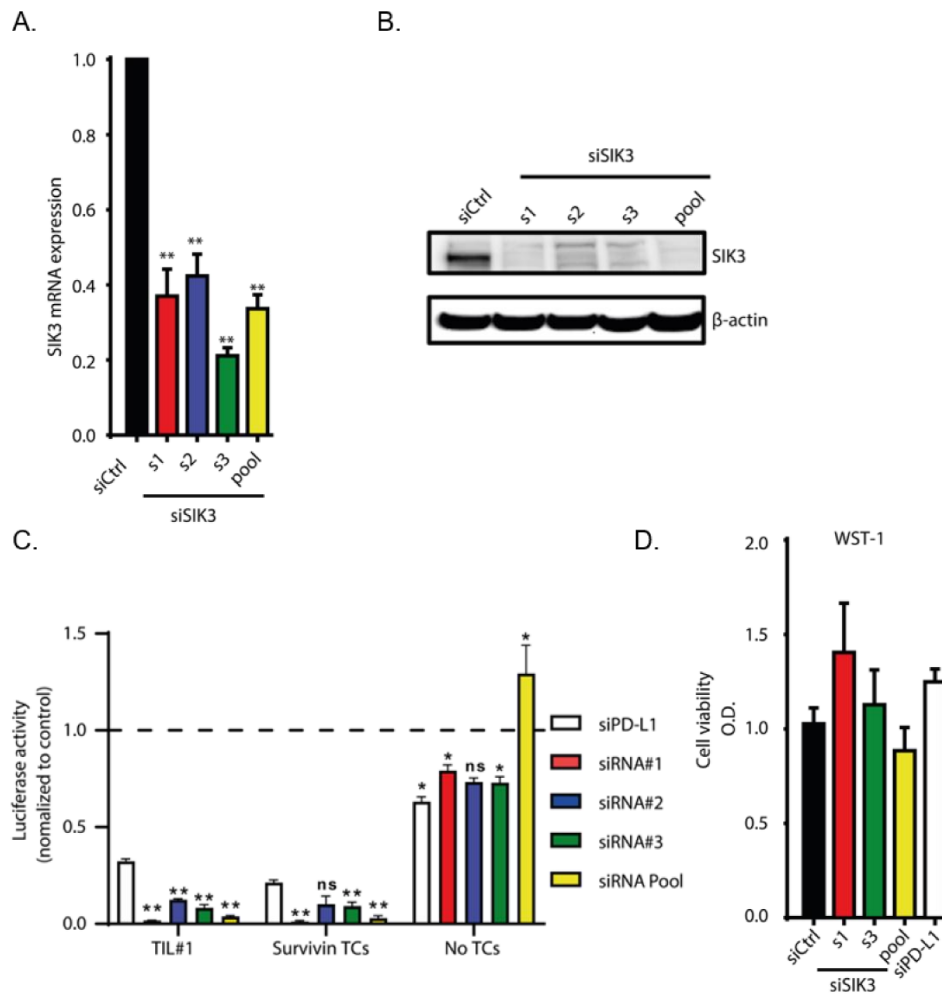 A.
SIK3 mRNA expression
1.0
0.8
0.6
0.4
0.2
0.0
**
**
**
**
siCtrl
s1
s2
s3
pool
siSIK3
B.
siSIK3
siCtrl
s1
s2
s3
pool
SIK3
β-actin
C.
Luciferase activity
(nomalized to control)
1.5
1.0
0.5
0.0
** ** ** **
** ns ** **
* * ns * *
TIL#1
Survivin TCs
No TCs
siPD-L1
siRNA#1
siRNA#2
siRNA#3
siRNA Pool
D.
WST-1
Cell viability
O.D.
2.0
1.5
1.0
0.5
0.0
siCtrl
s1
s3
pool
siPD-L1
siSIK3